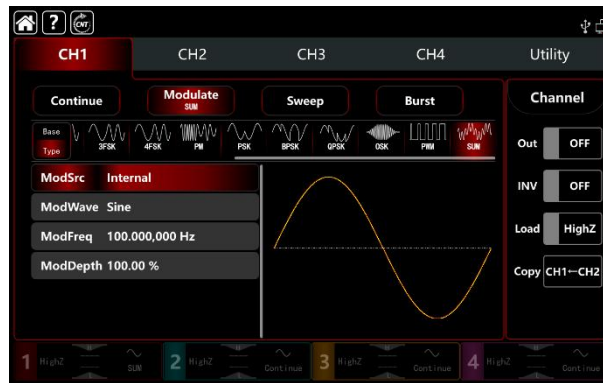 ? CNT
CH1 CH2 CH3 CH4 Utility
Continue Modulate SUM Sweep Burst Channel
Base Type 3FSK 4FSK PM PSK BPSK QPSK OSK PWM SUM
Out OFF
ModSrc Internal
INV OFF
ModWave Sine
ModFreq 100.000,000 Hz
Load HighZ
ModDepth 100.00 %
Copy CH1←CH2
1 HighZ SUM 2 HighZ Continue 3 HighZ Continue 4 HighZ Continue